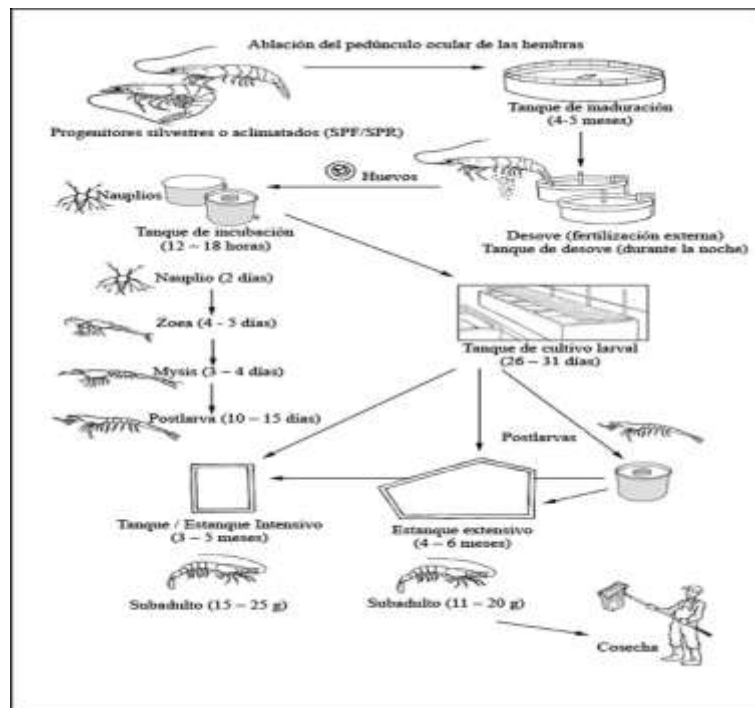 Ablación del pedúnculo ocular de las hembras
Tanque de maduración
(4-5 meses)
Progenitores silvestres o aclimatados (SPF/SPR)
Huevos
Nauplios
Tanque de incubación
(12 – 18 horas)
Desove (fertilización externa)
Tanque de desove (durante la noche)
Nauplio (2 días)
Zoea (4 - 5 días)
Mysis (3 – 4 días)
Postlarva (10 – 15 días)
Tanque de cultivo larval
(26 – 31 días)
Postlarvas
Tanque / Estanque Intensivo
(3 – 5 meses)
Estanque extensivo
(4 – 6 meses)
Subadulto (15 – 25 g)
Subadulto (11 – 20 g)
Cosecha